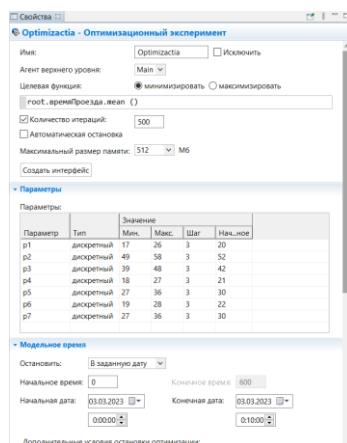 Свойства
Optimizactia - Оптимизационный эксперимент
Имя: Optimizactia Исключить
Агент верхнего уровня: Main
Целевая функция: минимизировать максимизировать
root.времяПроезда.mean ()
Количество итераций: 500
Автоматическая остановка
Максимальный размер памяти: 512 Мб
Создать интерфейс
Параметры
Параметры:
Значение
Параметр Тип Мин. Макс. Шаг Нач...ное
p1 дискретный 17 26 3 20
p2 дискретный 49 58 3 52
p3 дискретный 39 48 3 42
p4 дискретный 18 27 3 21
p5 дискретный 27 36 3 30
p6 дискретный 19 28 3 22
p7 дискретный 27 36 3 30
Модельное время
Остановить: В заданную дату
Начальное время: 0 Конечное время: 600
Начальная дата: 03.03.2023 Конечная дата: 03.03.2023
0:00:00 0:10:00
Дополнительные условия остановки оптимизации: